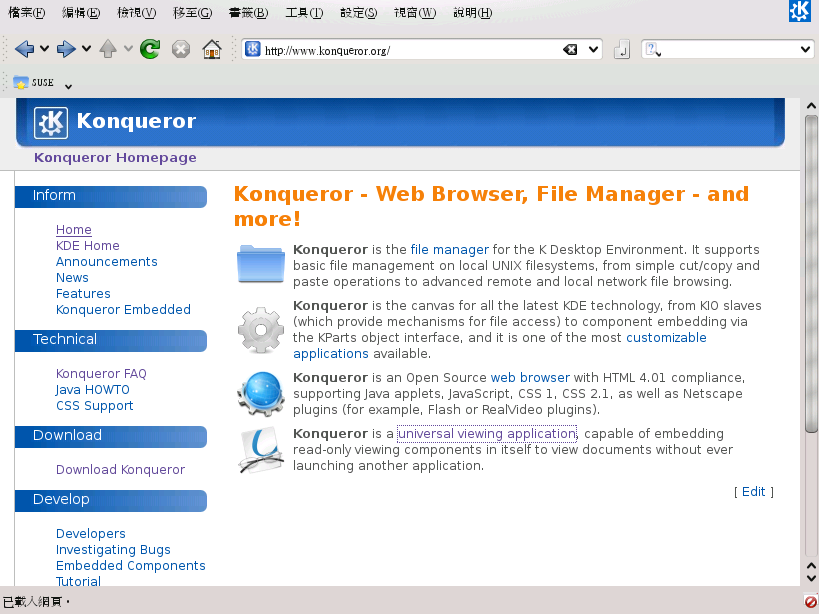 檔案(F) 編輯(E) 檢視(V) 移至(G) 書籤(B) 工具(T) 設定(S) 視窗(W) 說明(H)
http://www.konqueror.org/
SUSE
Konqueror
Konqueror Homepage
Inform
Home
KDE Home
Announcements
News
Features
Konqueror Embedded
Technical
Konqueror FAQ
Java HOWTO
CSS Support
Download
Download Konqueror
Develop
Developers
Investigating Bugs
Embedded Components
Tutorial
Konqueror - Web Browser, File Manager - and
more!
Konqueror is the file manager for the K Desktop Environment. It supports
basic file management on local UNIX filesystems, from simple cut/copy and
paste operations to advanced remote and local network file browsing.
Konqueror is the canvas for all the latest KDE technology, from KIO slaves
(which provide mechanisms for file access) to component embedding via
the KParts object interface, and it is one of the most customizable
applications available.
Konqueror is an Open Source web browser with HTML 4.01 compliance,
supporting Java applets, JavaScript, CSS 1, CSS 2.1, as well as Netscape
plugins (for example, Flash or RealVideo plugins).
Konqueror is a universal viewing application, capable of embedding
read-only viewing components in itself to view documents without ever
launching another application.
[ Edit ]
已載入網頁。